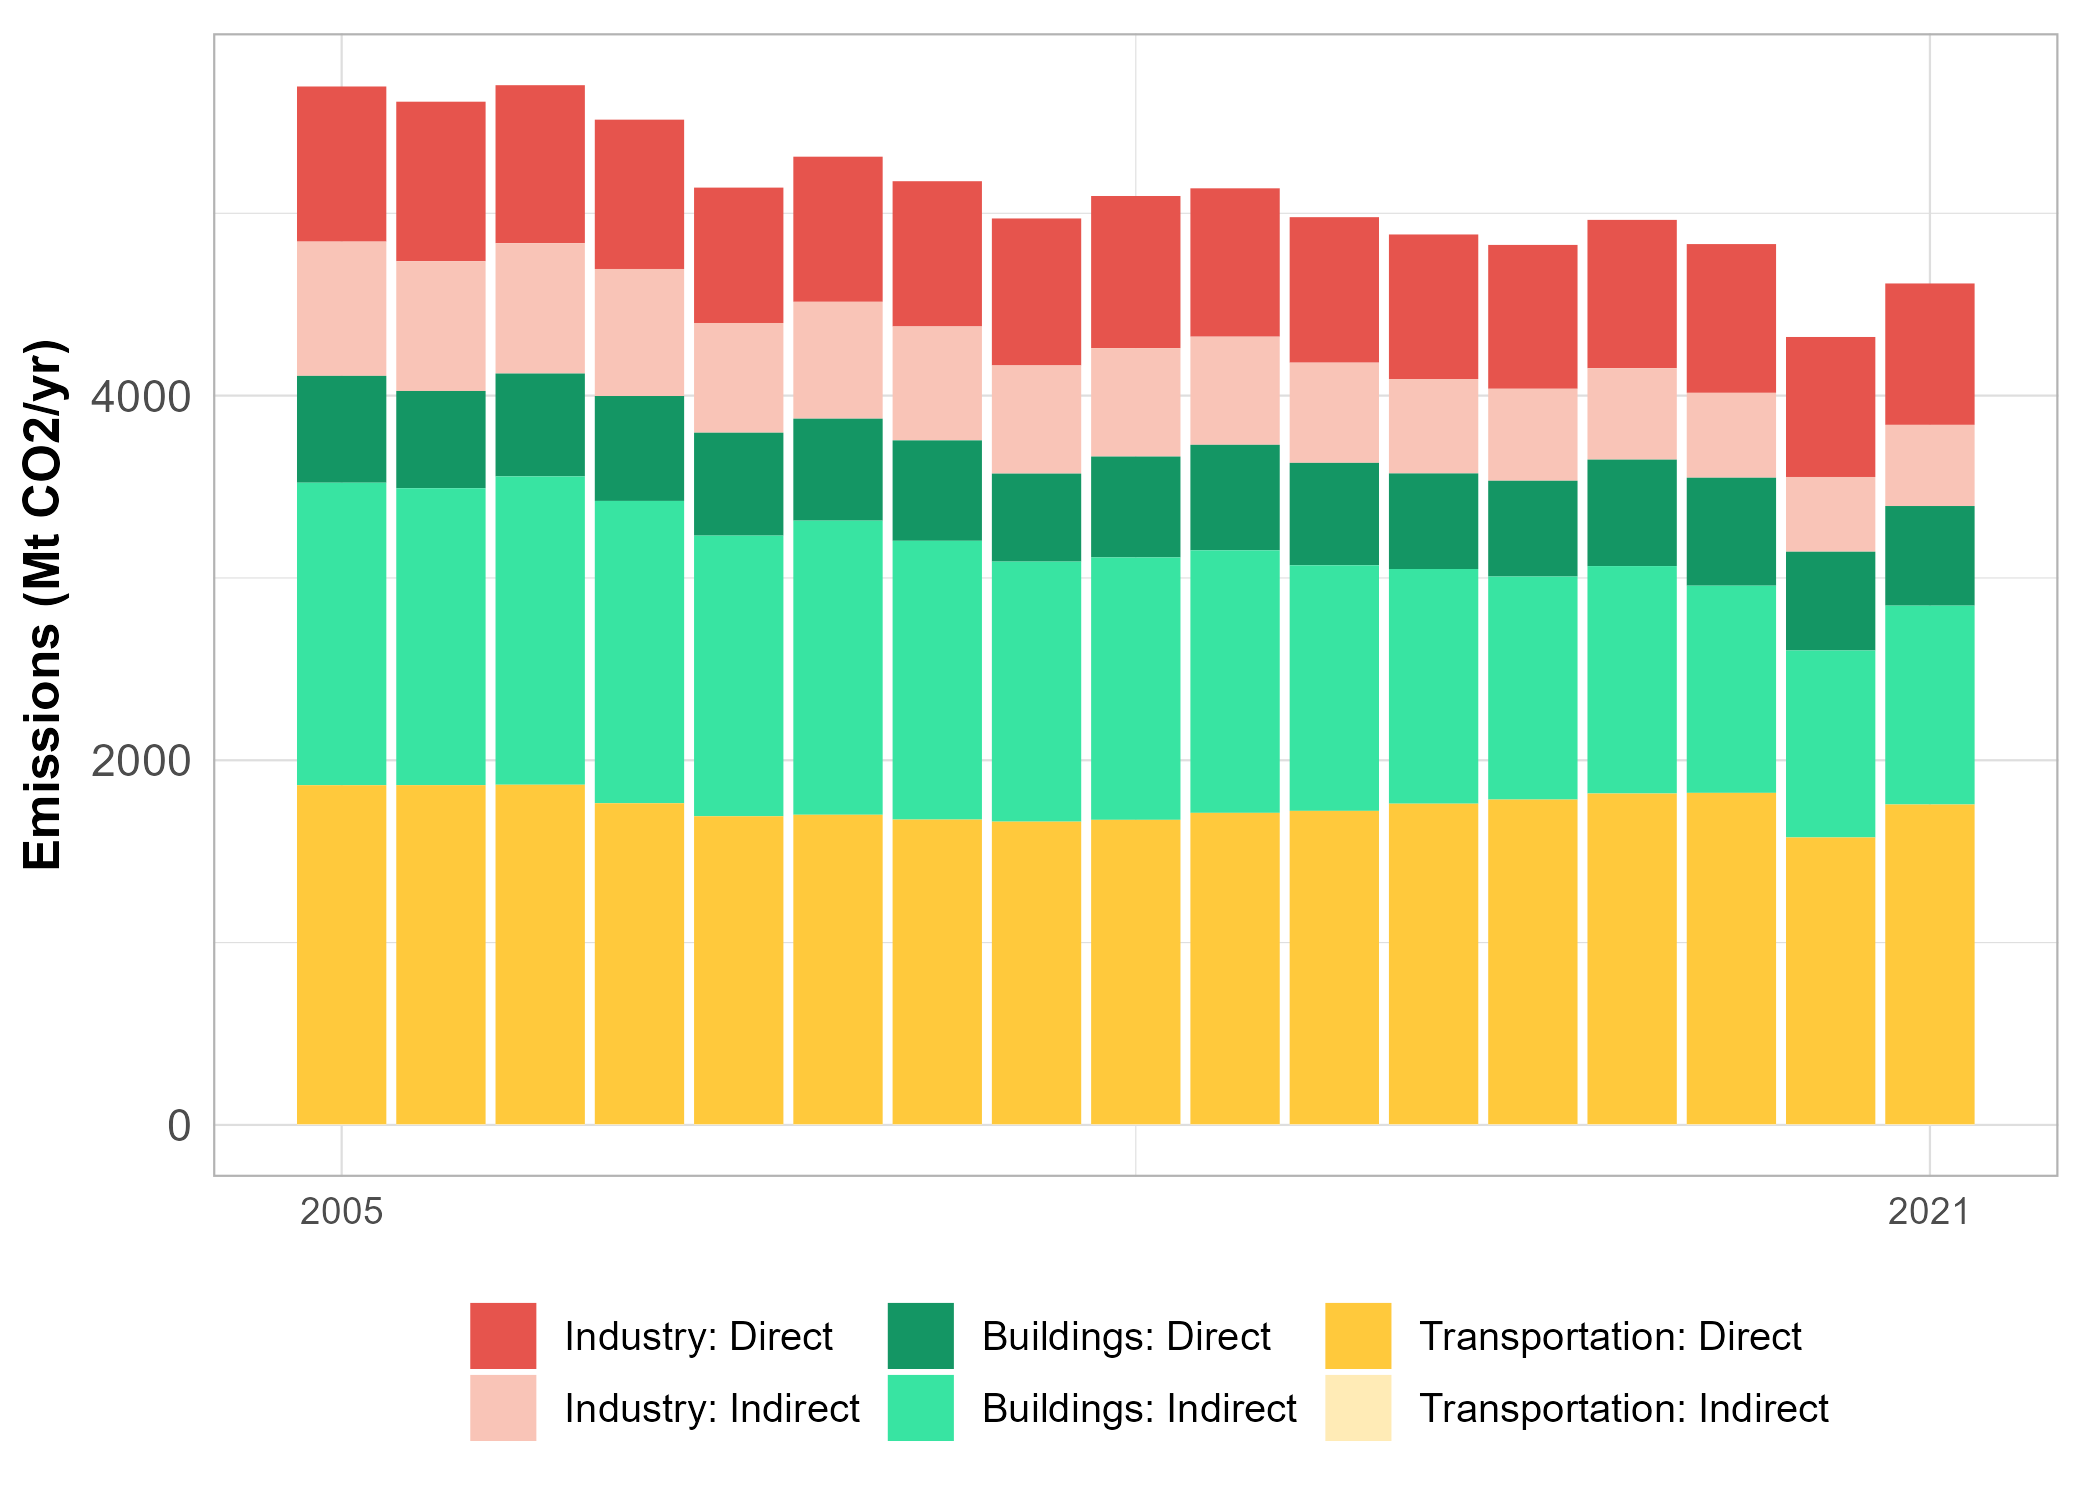 Emissions (Mt CO2/yr)
4000
2000
0
2005
2021
Industry: Direct
Buildings: Direct
Transportation: Direct
Industry: Indirect
Buildings: Indirect
Transportation: Indirect